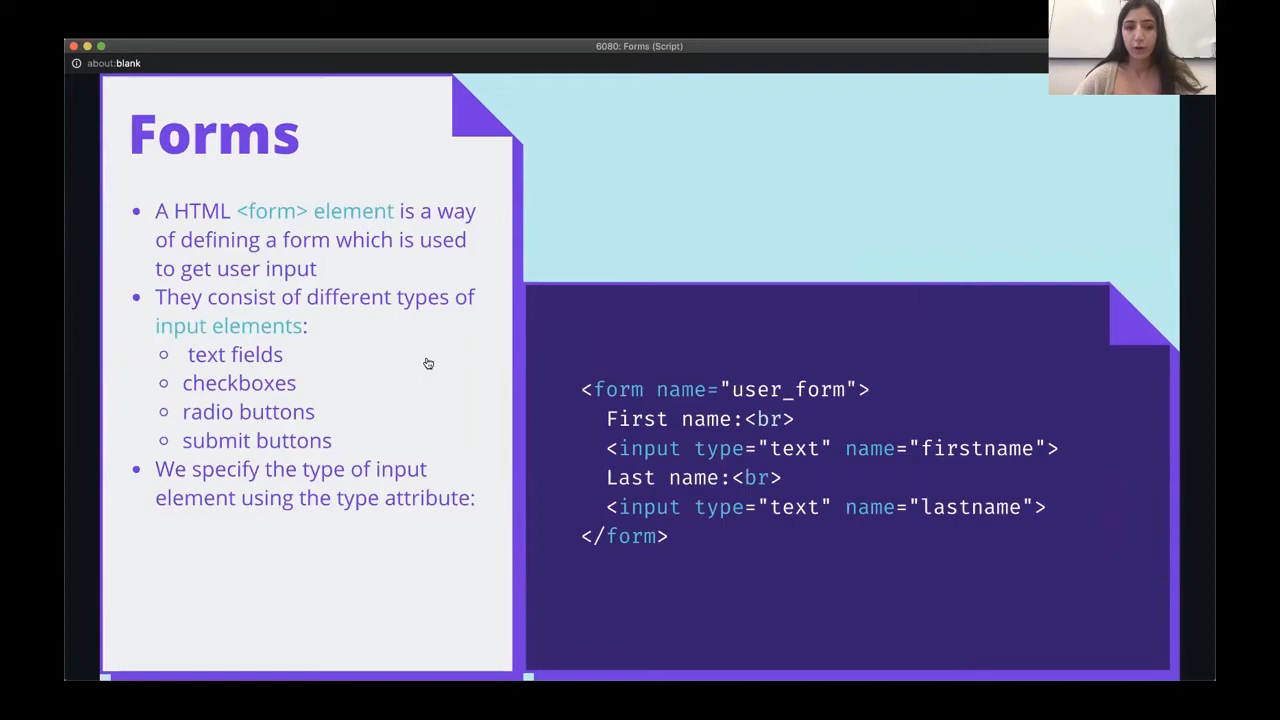 6080: Forms (Script)
about:blank
Forms
A HTML <form> element is a way
of defining a form which is used
to get user input
They consist of different types of
input elements:
text fields
checkboxes
radio buttons
submit buttons
We specify the type of input
element using the type attribute:
<form name="user_form">
First name:<br>
<input type="text" name="firstname">
Last name:<br>
<input type="text" name="lastname">
</form>